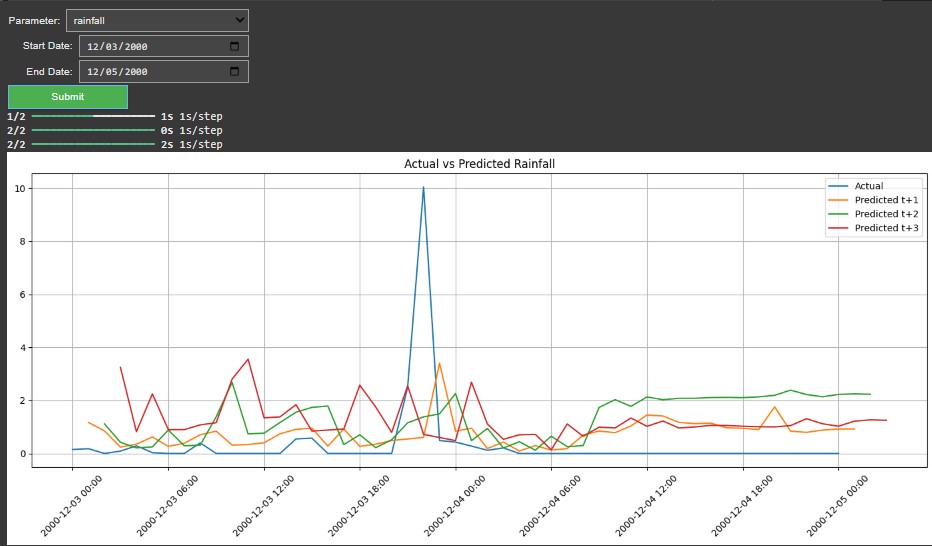 Parameter: rainfall
Start Date: 12/03/2000
End Date: 12/05/2000
Submit
1/2 1s 1s/step
2/2 0s 1s/step
2/2 2s 1s/step
Actual vs Predicted Rainfall
Actual
Predicted t+1
Predicted t+2
Predicted t+3
10
8
6
4
2
0
2000-12-03 00:00
2000-12-03 06:00
2000-12-03 12:00
2000-12-03 18:00
2000-12-04 00:00
2000-12-04 06:00
2000-12-04 12:00
2000-12-04 18:00
2000-12-05 00:00